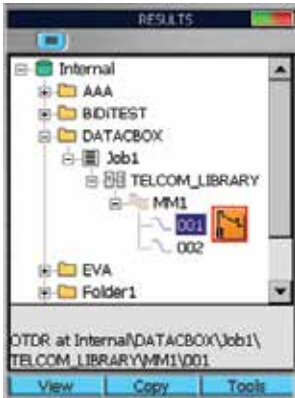 RESULTS
Internal
AAA
BIDITEST
DATACBOX
Job1
TELCOM_LIBRARY
MM1
001
002
EVA
Folder1
OTDR at Internal\DATACBOX\Job1\
TELCOM_LIBRARY\MM1\001
View Copy Tools